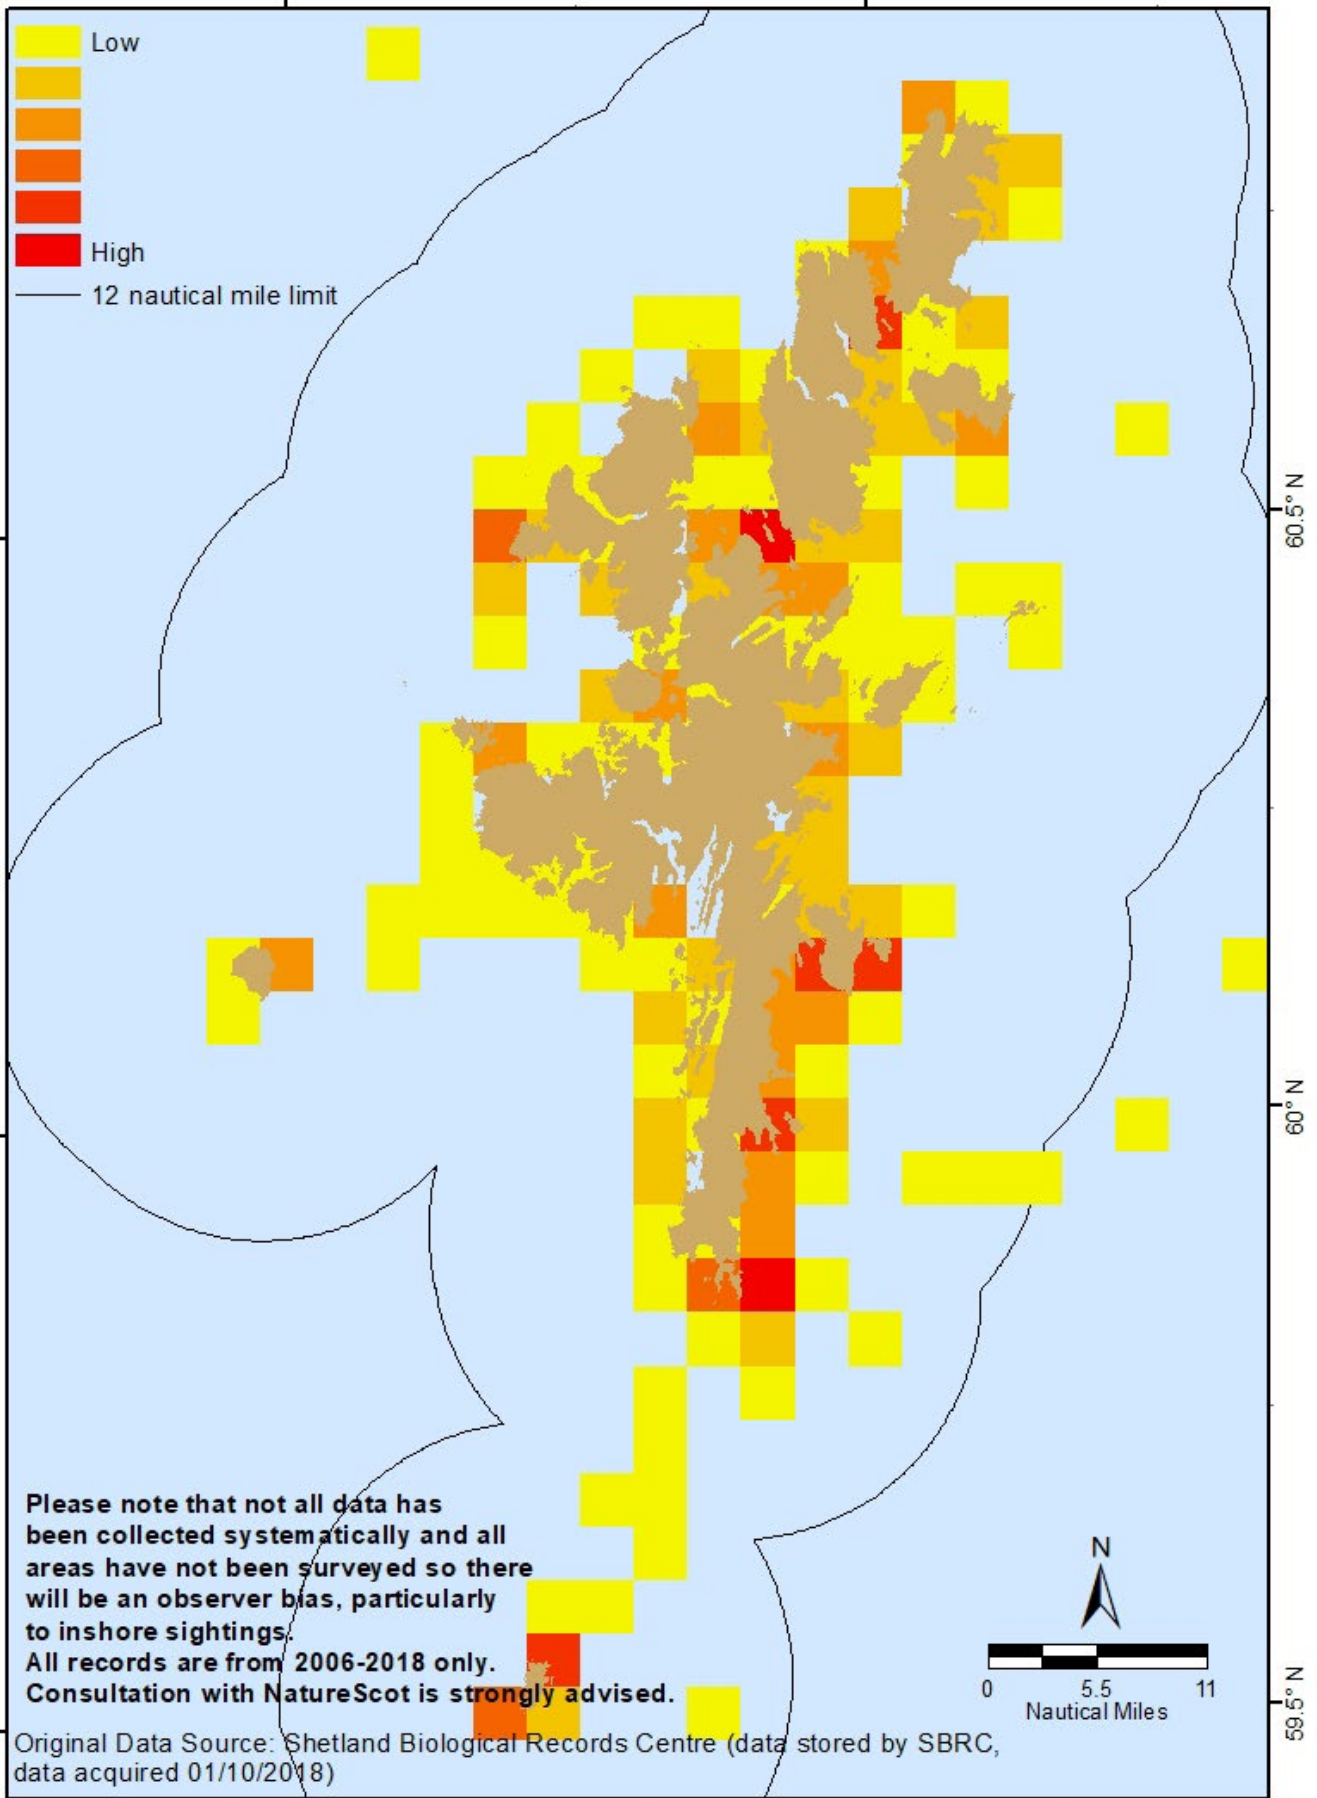 Low
High
12 nautical mile limit
60.5° N
60° N
59.5° N
Please note that not all data has
been collected systematically and all
areas have not been surveyed so there
will be an observer bias, particularly
to inshore sightings.
All records are from 2006-2018 only.
Consultation with NatureScot is strongly advised.
N
0 5.5 11
Nautical Miles
Original Data Source: Shetland Biological Records Centre (data stored by SBRC,
data acquired 01/10/2018)